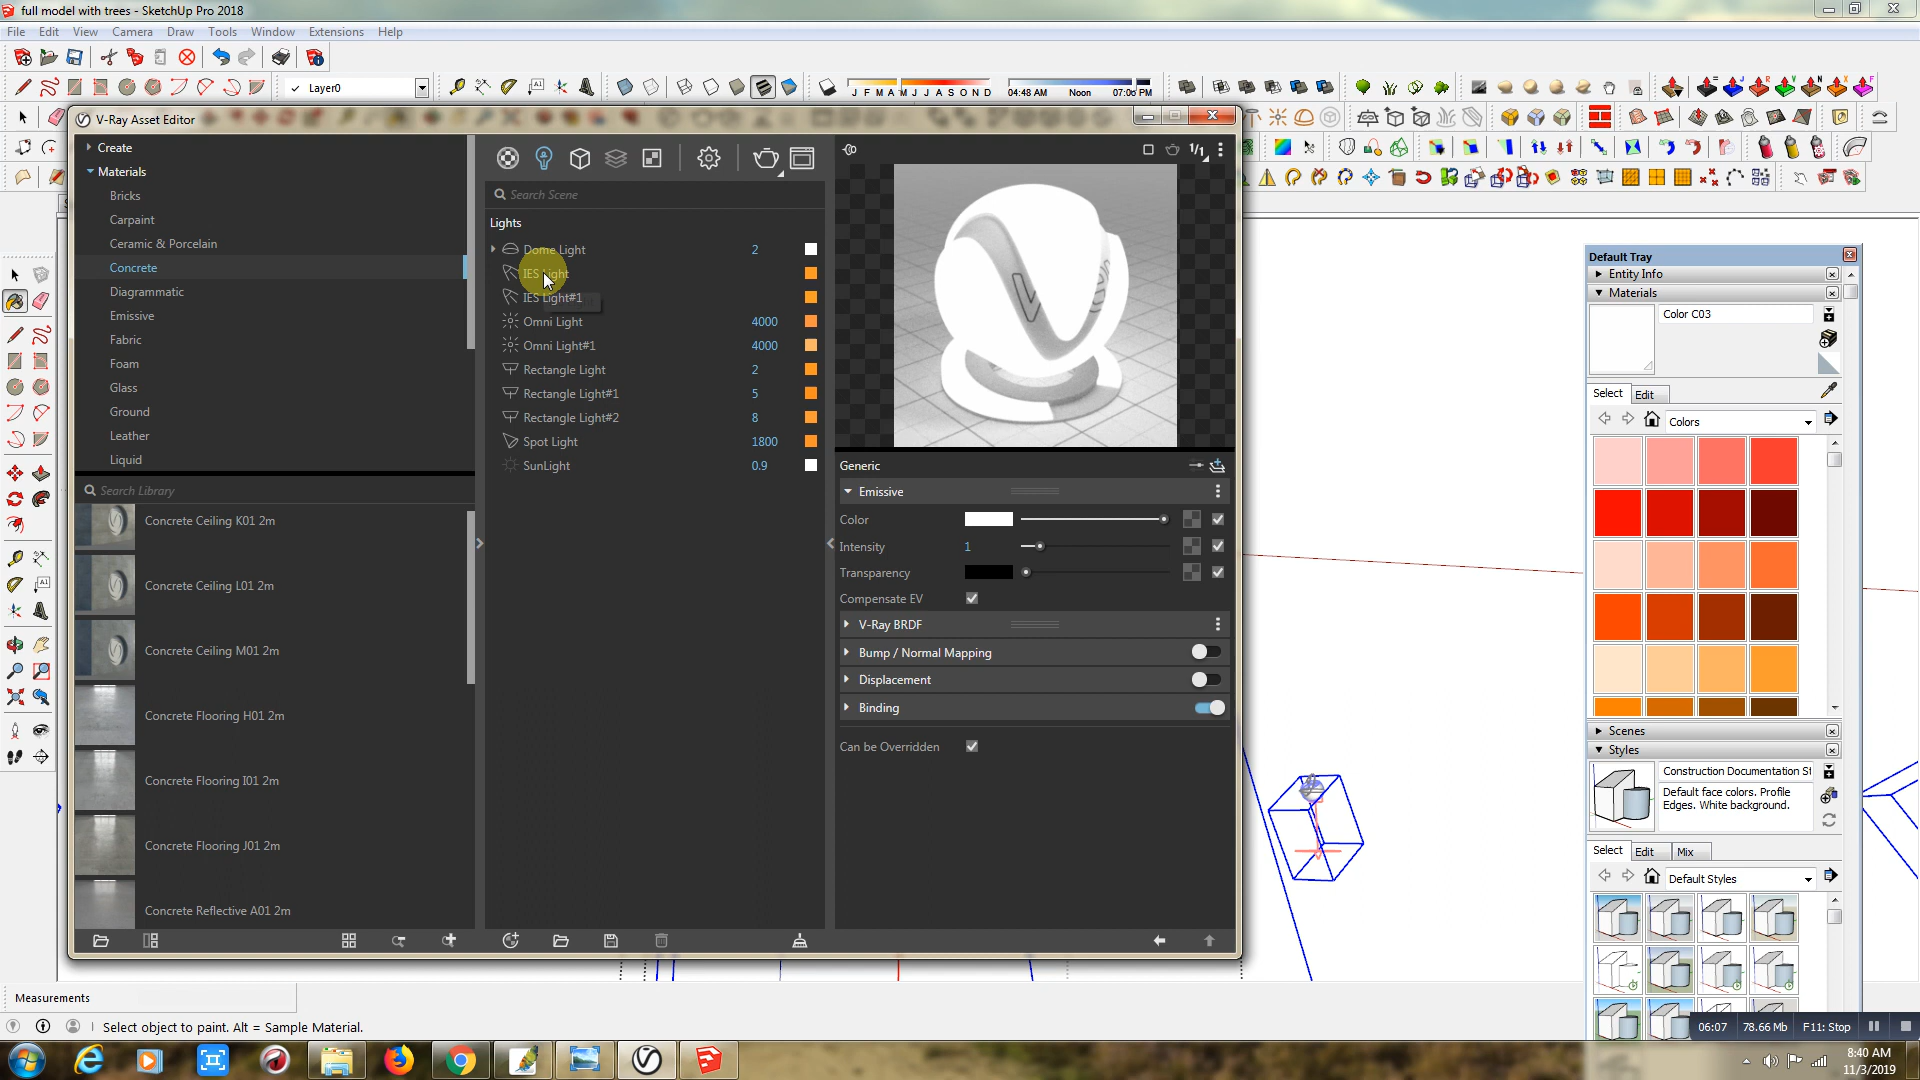 full model with trees - SketchUp Pro 2018
File Edit View Camera Draw Tools Window Extensions Help
Layer0
J F M A M J J A S O N D
04:48 AM Noon 07:06 PM
V-Ray Asset Editor
Create
Materials
Bricks
Carpaint
Ceramic & Porcelain
Concrete
Diagrammatic
Emissive
Fabric
Foam
Glass
Ground
Leather
Liquid
Search Library
Concrete Ceiling K01 2m
Concrete Ceiling L01 2m
Concrete Ceiling M01 2m
Concrete Flooring H01 2m
Concrete Flooring I01 2m
Concrete Flooring J01 2m
Concrete Reflective A01 2m
Search Scene
Lights
Dome Light 2
IES Light
IES Light#1
Omni Light 4000
Omni Light#1 4000
Rectangle Light 2
Rectangle Light#1 5
Rectangle Light#2 8
Spot Light 1800
SunLight 0.9
1/1
Generic
Emissive
Color
Intensity 1
Transparency
Compensate EV
V-Ray BRDF
Bump / Normal Mapping
Displacement
Binding
Can be Overridden
Default Tray
Entity Info
Materials
Color C03
Select Edit
Colors
Scenes
Styles
Construction Documentation St
Default face colors. Profile
Edges. White background.
Select Edit Mix
Default Styles
Measurements
Select object to paint. Alt = Sample Material.
06:07 78.66 Mb F11: Stop
8:40 AM
11/3/2019